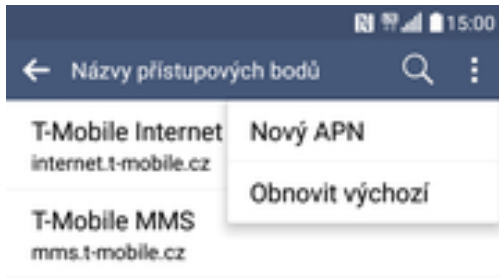 15:00
Názvy přístupových bodů
T-Mobile Internet
internet.t-mobile.cz
Nový APN
Obnovit výchozí
T-Mobile MMS
mms.t-mobile.cz